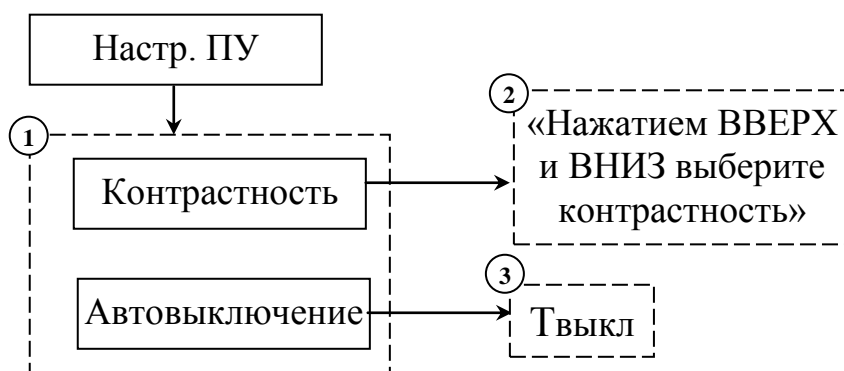 Настр. ПУ
1
Контрастность
2
«Нажатием ВВЕРХ
и ВНИЗ выберите
контрастность»
Автовыключение
3
Твыкл